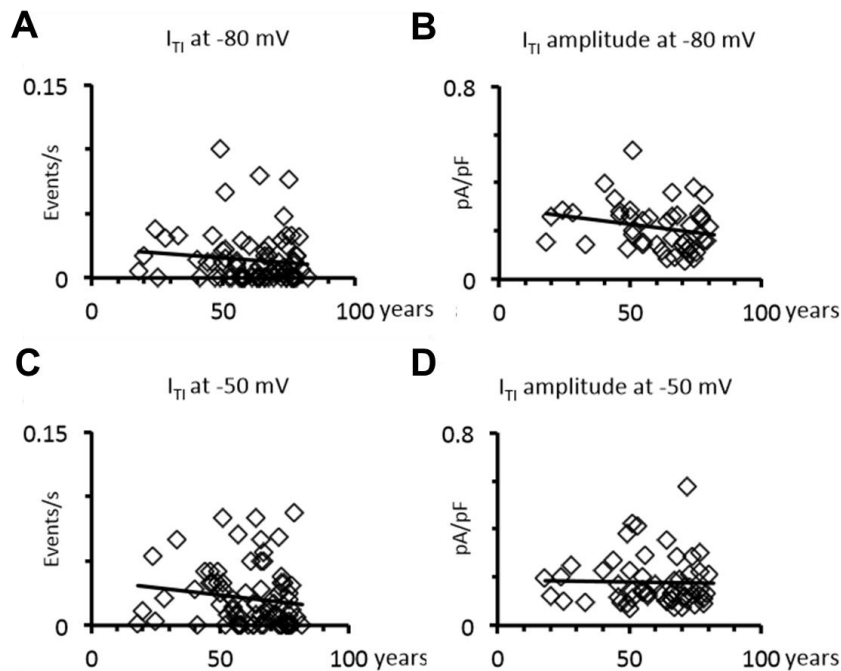 A
I_TI at -80 mV
0.15
Events/s
0
0
50
100 years
B
I_TI amplitude at -80 mV
0.8
pA/pF
0
0
50
100 years
C
I_TI at -50 mV
0.15
Events/s
0
0
50
100 years
D
I_TI amplitude at -50 mV
0.8
pA/pF
0
0
50
100 years